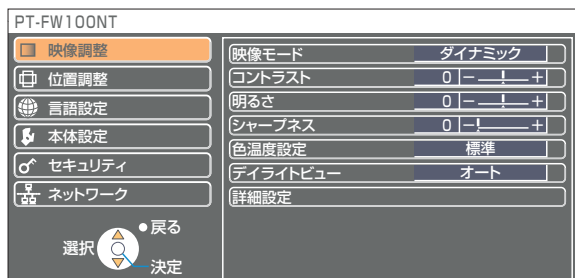 PT-FW100NT
映像調整
位置調整
言語設定
本体設定
セキュリティ
ネットワーク
戻る
選択
決定
映像モード ダイナミック
コントラスト 0 - +
明るさ 0 - +
シャープネス 0 - +
色温度設定 標準
デイライトビュー オート
詳細設定